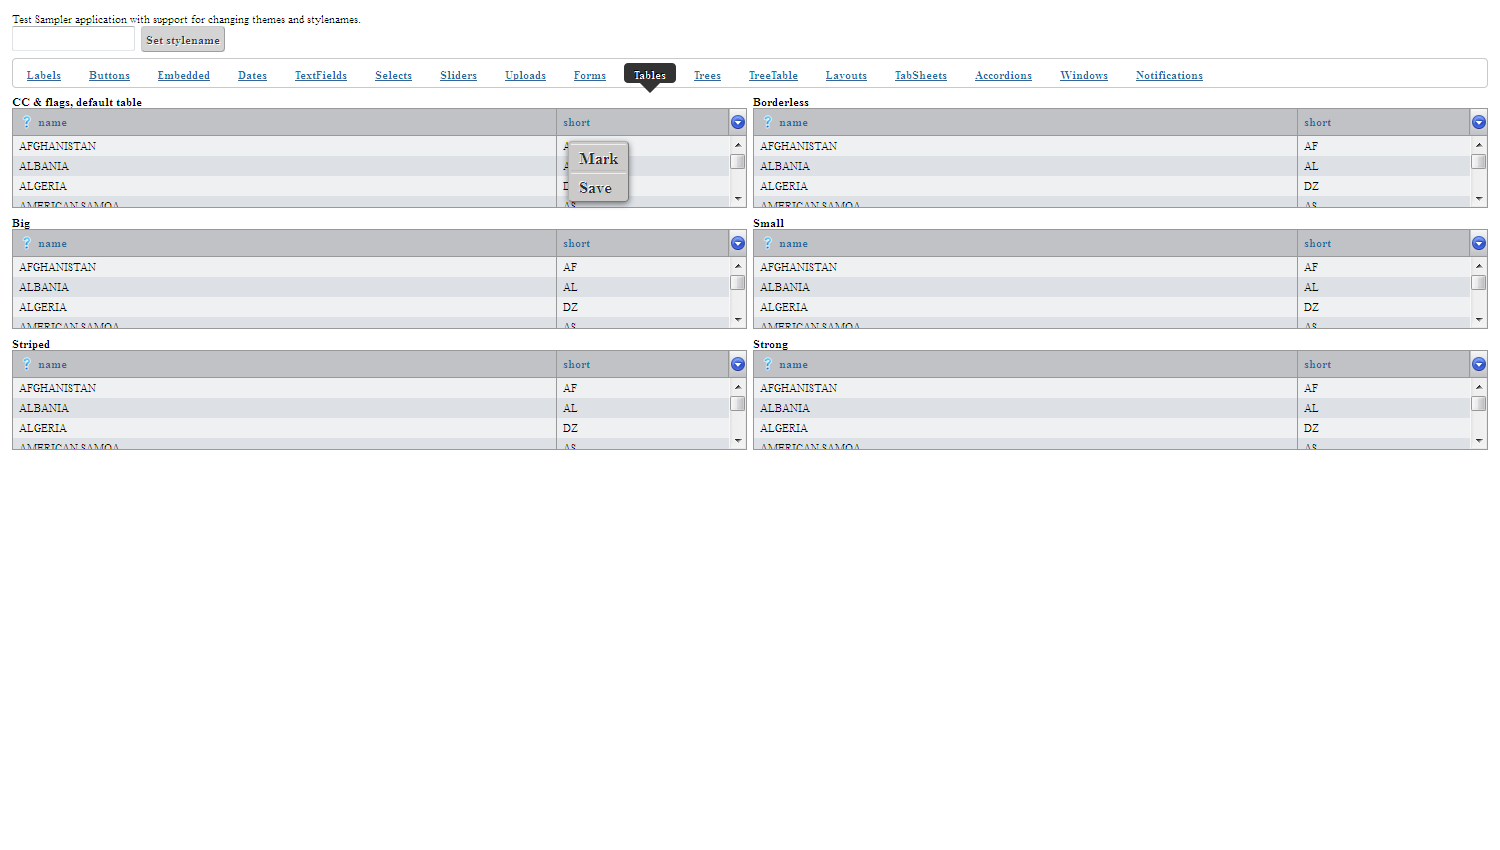 Test Sampler application with support for changing themes and stylenames.
Set stylename
Labels Buttons Embedded Dates TextFields Selects Sliders Uploads Forms Tables Trees TreeTable Layouts TabSheets Accordions Windows Notifications
CC & flags, default table Borderless
? name short ? name short
AFGHANISTAN AFGHANISTAN AF
Mark
ALBANIA ALBANIA AL
ALGERIA ALGERIA DZ
Save
AMERICAN SAMOA AS AMERICAN SAMOA AS
Big Small
? name short ? name short
AFGHANISTAN AF AFGHANISTAN AF
ALBANIA AL ALBANIA AL
ALGERIA DZ ALGERIA DZ
AMERICAN SAMOA AS AMERICAN SAMOA AS
Striped Strong
? name short ? name short
AFGHANISTAN AF AFGHANISTAN AF
ALBANIA AL ALBANIA AL
ALGERIA DZ ALGERIA DZ
AMERICAN SAMOA AS AMERICAN SAMOA AS